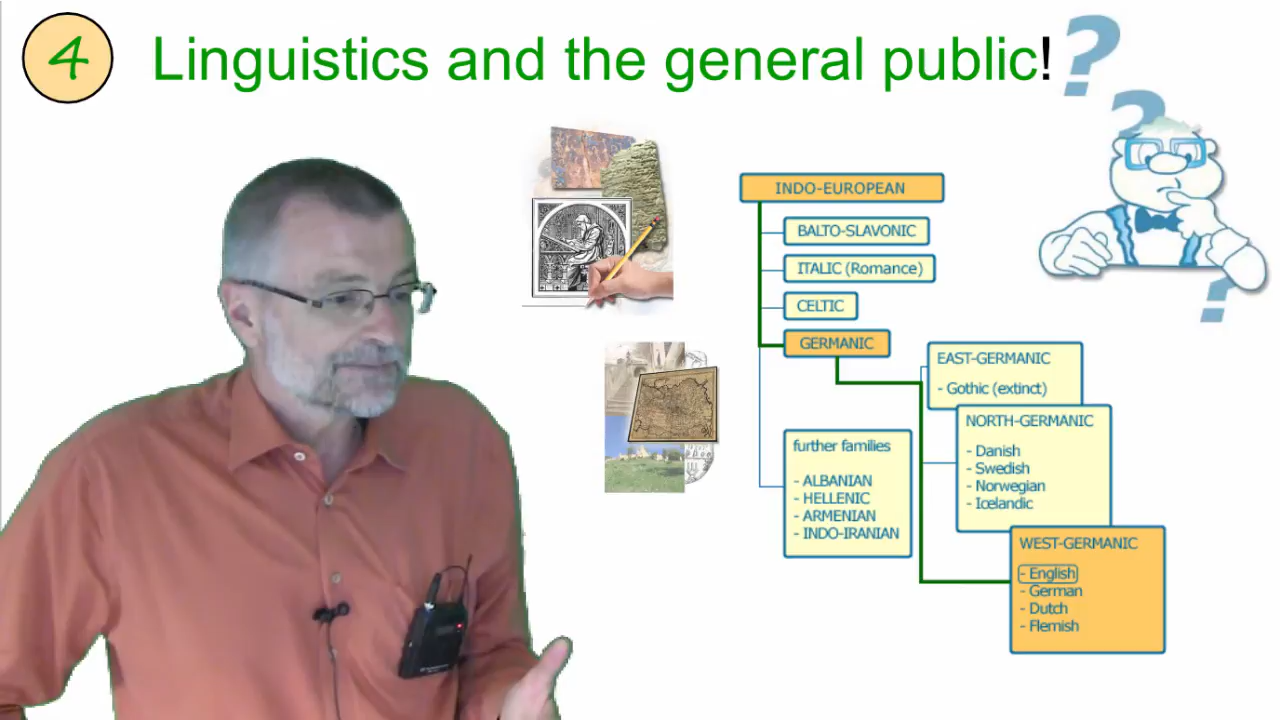 4
Linguistics and the general public!
?
?
?
INDO-EUROPEAN
BALTO-SLAVONIC
ITALIC (Romance)
CELTIC
GERMANIC
EAST-GERMANIC
- Gothic (extinct)
NORTH-GERMANIC
- Danish
- Swedish
- Norwegian
- Icelandic
further families
- ALBANIAN
- HELLENIC
- ARMENIAN
- INDO-IRANIAN
WEST-GERMANIC
- English
- German
- Dutch
- Flemish